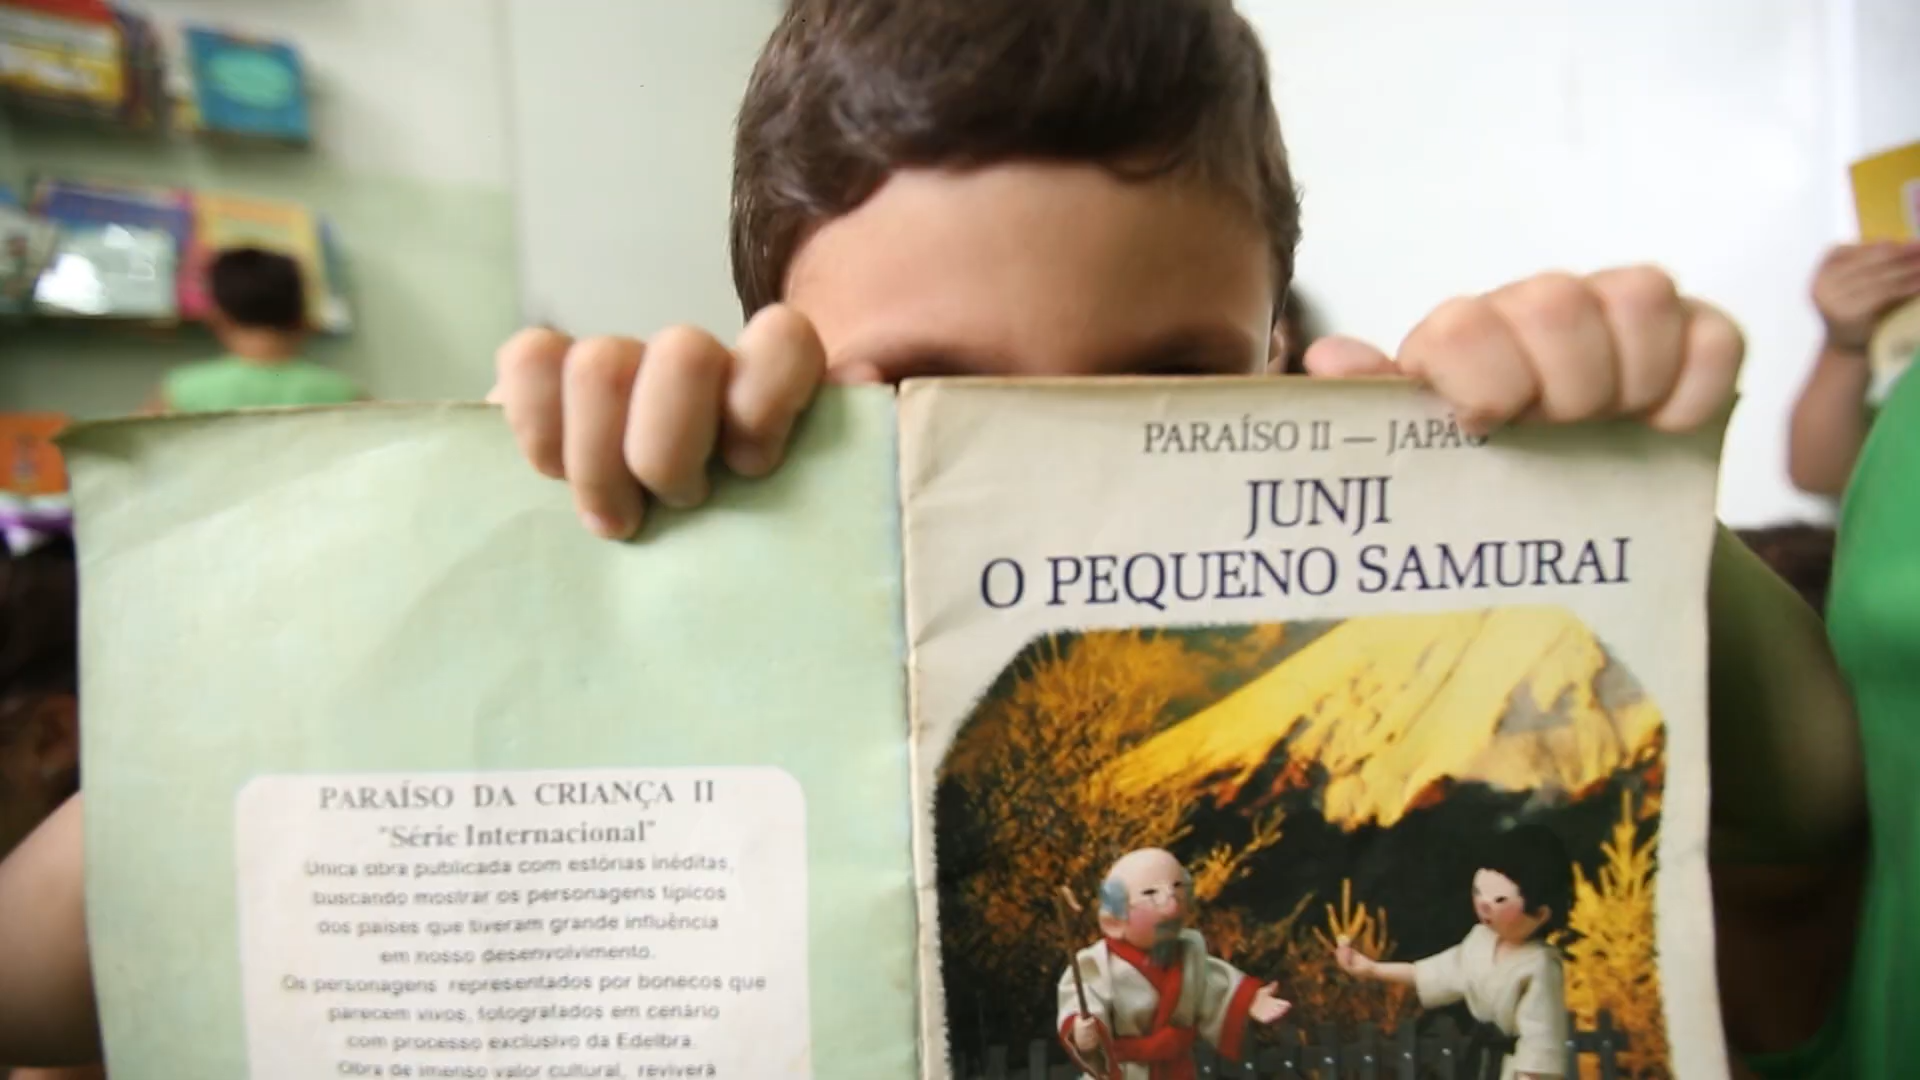 PARAÍSO DA CRIANÇA II
"Série Internacional"
Única obra publicada com estórias inéditas,
buscando mostrar os personagens típicos
dos países que tiveram grande influência
em nosso desenvolvimento.
Os personagens representados por bonecos que
parecem vivos, fotografados em cenário
com processo exclusivo da Edelbra.
Obra de imenso valor cultural, reviverá
PARAÍSO II — JAPÃO
JUNJI
O PEQUENO SAMURAI